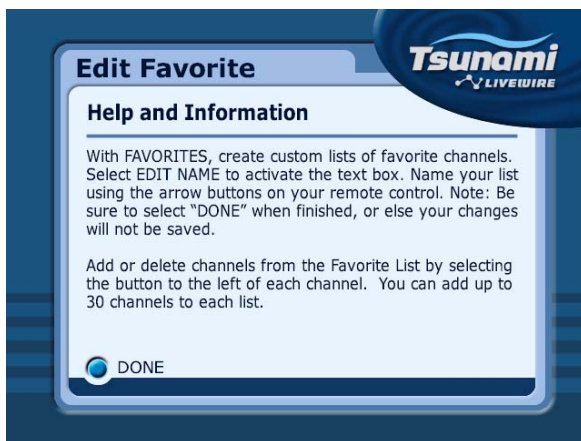 Tsunami
LIVEWIRE
Edit Favorite
Help and Information
With FAVORITES, create custom lists of favorite channels.
Select EDIT NAME to activate the text box. Name your list
using the arrow buttons on your remote control. Note: Be
sure to select “DONE” when finished, or else your changes
will not be saved.
Add or delete channels from the Favorite List by selecting
the button to the left of each channel. You can add up to
30 channels to each list.
DONE